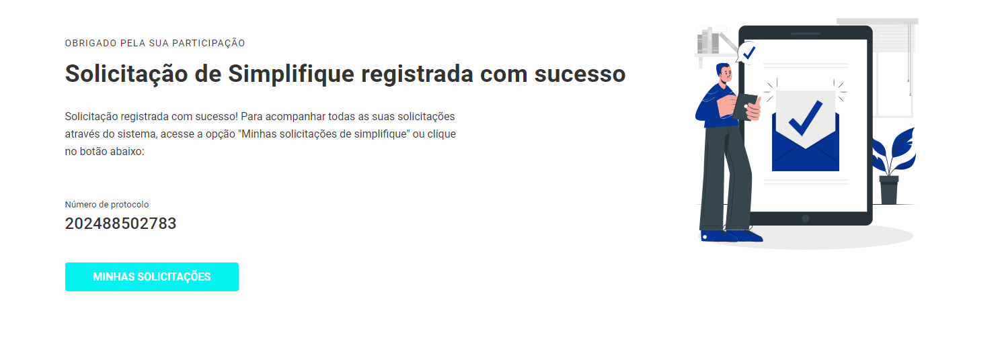 OBRIGADO PELA SUA PARTICIPAÇÃO
Solicitação de Simplifique registrada com sucesso
Solicitação registrada com sucesso! Para acompanhar todas as suas solicitações
através do sistema, acesse a opção "Minhas solicitações de simplifique" ou clique
no botão abaixo:
Número de protocolo
202488502783
MINHAS SOLICITAÇÕES